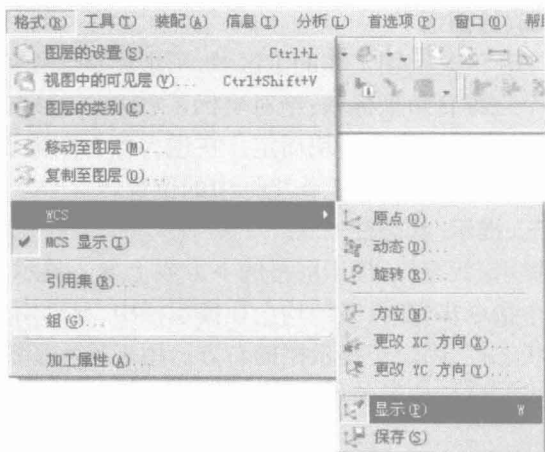 格式(R) 工具(T) 装配(A) 信息(I) 分析(L) 首选项(P) 窗口(O)
图层的设置(S)... Ctrl+L
视图中的可见层(V)... Ctrl+Shift+V
图层的类别(C)...
移动至图层(M)...
复制至图层(O)...
WCS
MCS 显示(I)
引用集(R)...
组(G)...
加工属性(A)...
原点(O)...
动态(D)...
旋转(R)...
方位(N)...
更改 XC 方向(X)...
更改 YC 方向(Y)...
显示(P) W
保存(S)